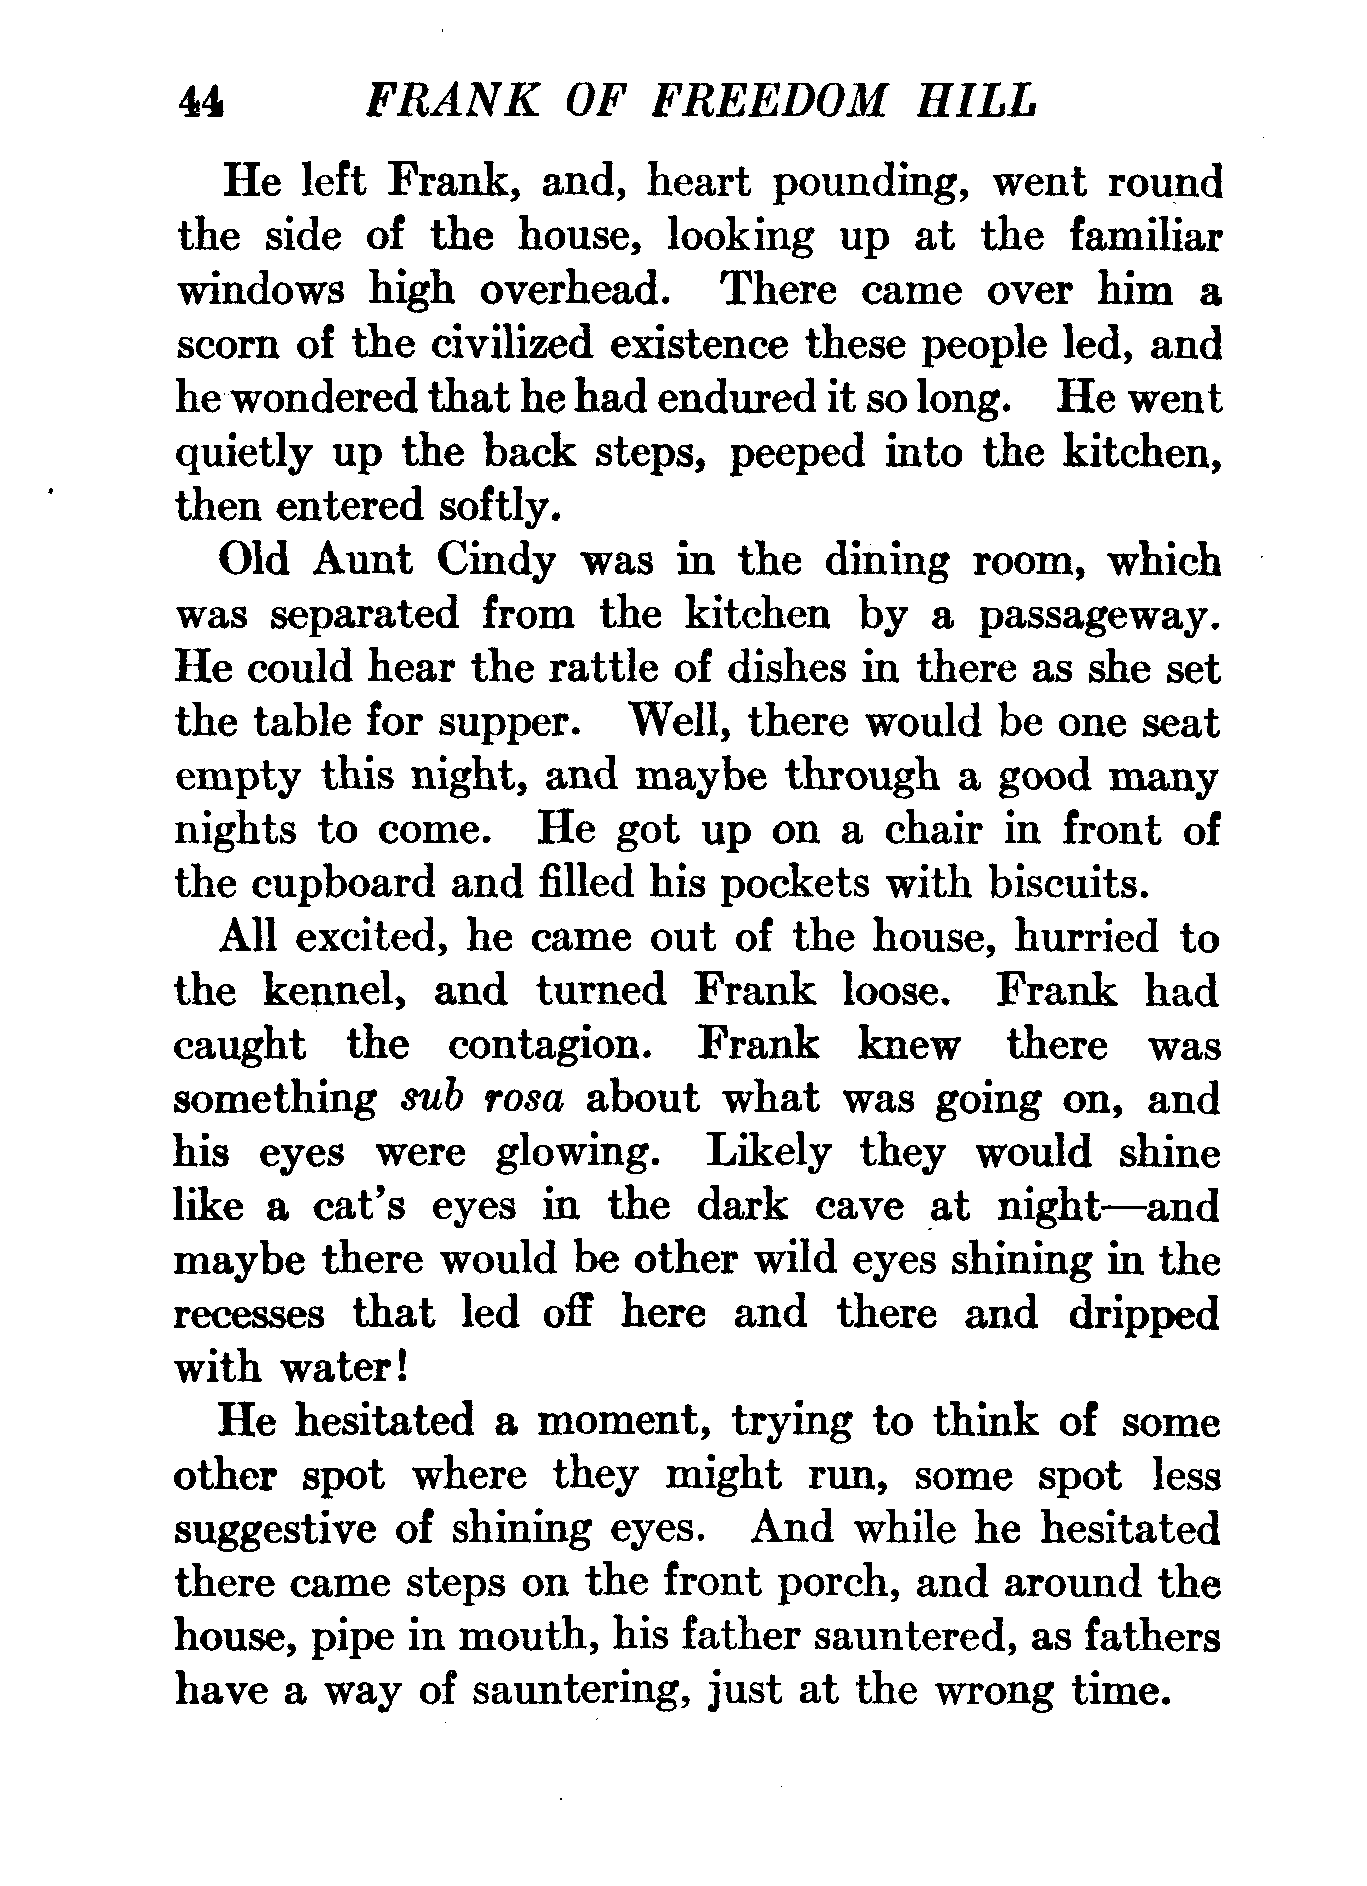 44 FRANK OF FREEDOM HILL
He left Frank, and, heart pounding, went round
the side of the house, looking up at the familiar
windows high overhead. There came over him a
scorn of the civilized existence these people led, and
he wondered that he had endured it so long. He went
quietly up the back steps, peeped into the kitchen,
then entered softly.
Old Aunt Cindy was in the dining room, which
was separated from the kitchen by a passageway.
He could hear the rattle of dishes in there as she set
the table for supper. Well, there would be one seat
empty this night, and maybe through a good many
nights to come. He got up on a chair in front of
the cupboard and filled his pockets with biscuits.
All excited, he came out of the house, hurried to
the kennel, and turned Frank loose. Frank had
caught the contagion. Frank knew there was
something sub rosa about what was going on, and
his eyes were glowing. Likely they would shine
like a cat's eyes in the dark cave at night—and
maybe there would be other wild eyes shining in the
recesses that led off here and there and dripped
with water!
He hesitated a moment, trying to think of some
other spot where they might run, some spot less
suggestive of shining eyes. And while he hesitated
there came steps on the front porch, and around the
house, pipe in mouth, his father sauntered, as fathers
have a way of sauntering, just at the wrong time.